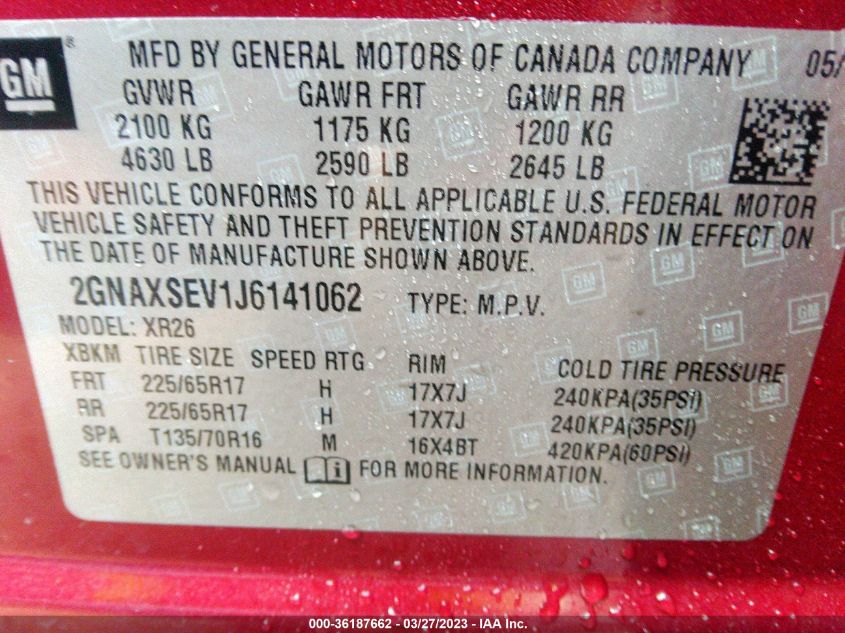 GM ®
MFD BY GENERAL MOTORS OF CANADA COMPANY 05/
GVWR GAWR FRT GAWR RR
2100 KG 1175 KG 1200 KG
4630 LB 2590 LB 2645 LB
THIS VEHICLE CONFORMS TO ALL APPLICABLE U.S. FEDERAL MOTOR
VEHICLE SAFETY AND THEFT PREVENTION STANDARDS IN EFFECT ON
THE DATE OF MANUFACTURE SHOWN ABOVE.
2GNAXSEV1J6141062 TYPE: M.P.V.
MODEL: XR26
XBKM TIRE SIZE SPEED RTG RIM COLD TIRE PRESSURE
FRT 225/65R17 H 17X7J 240KPA(35PSI)
RR 225/65R17 H 17X7J 240KPA(35PSI)
SPA T135/70R16 M 16X4BT 420KPA(60PSI)
SEE OWNER'S MANUAL FOR MORE INFORMATION.
000-36187662 - 03/27/2023 - IAA Inc.